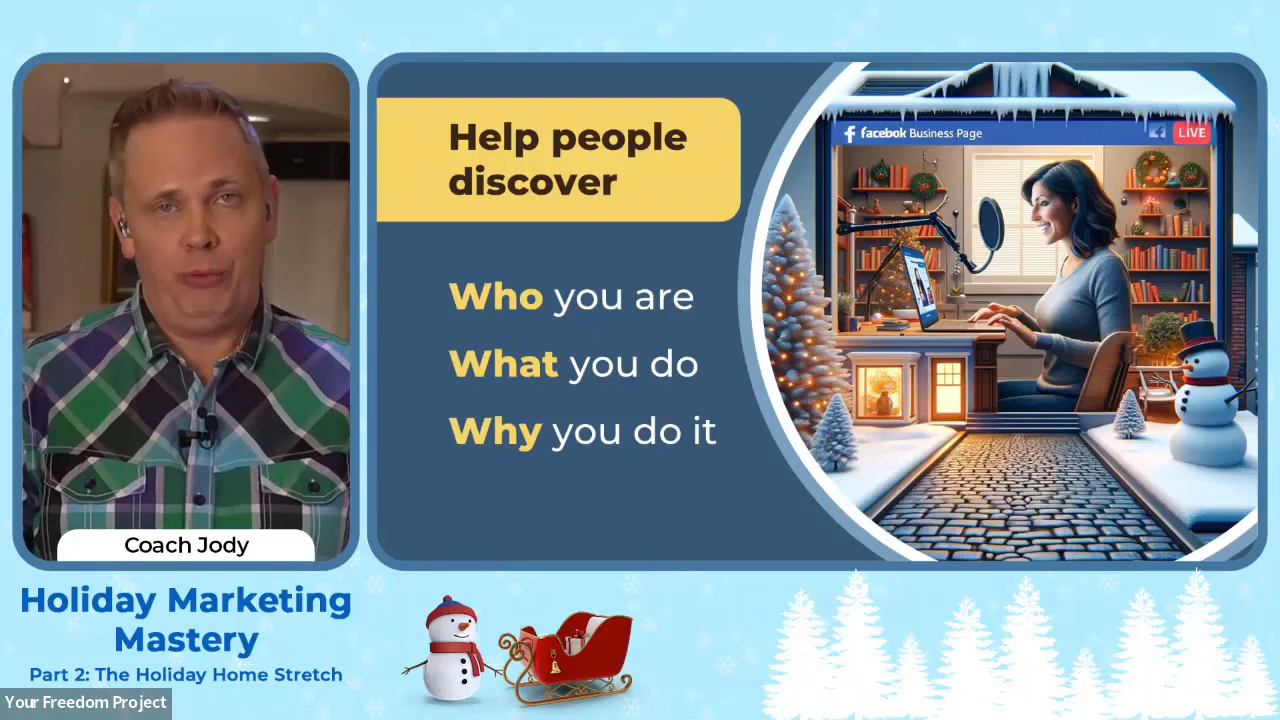 Help people
discover
Who you are
What you do
Why you do it
f facebok Business Page
LIVE
Coach Jody
Holiday Marketing
Mastery
Part 2: The Holiday Home Stretch
Your Freedom Project